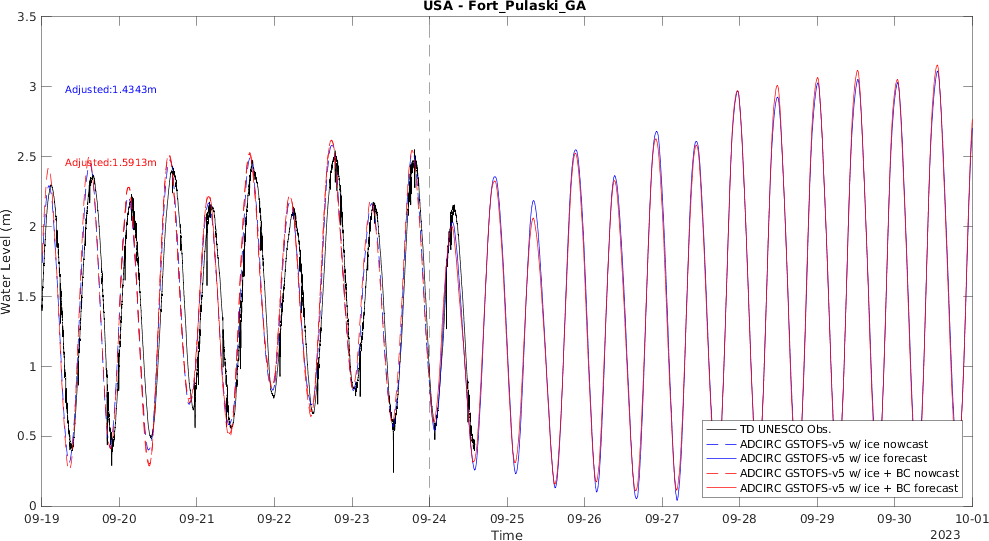 USA - Fort_Pulaski_GA
3.5
3
2.5
2
1.5
1
0.5
0
Water Level (m)
Adjusted:1.4343m
Adjusted:1.5913m
TD UNESCO Obs.
ADCIRC GSTOFS-v5 w/ ice nowcast
ADCIRC GSTOFS-v5 w/ ice forecast
ADCIRC GSTOFS-v5 w/ ice + BC nowcast
ADCIRC GSTOFS-v5 w/ ice + BC forecast
09-19 09-20 09-21 09-22 09-23 09-24 09-25 09-26 09-27 09-28 09-29 09-30 10-01
Time
2023